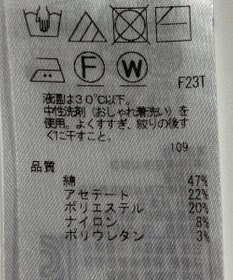 F W
F23T
液温は30℃以下。
中性洗剤(おしゃれ着洗い)を
使用。よくすすぎ、絞りの後す
ぐに干すこと。
109
品質
綿 47%
アセテート 22%
ポリエステル 20%
ナイロン 8%
ポリウレタン 3%